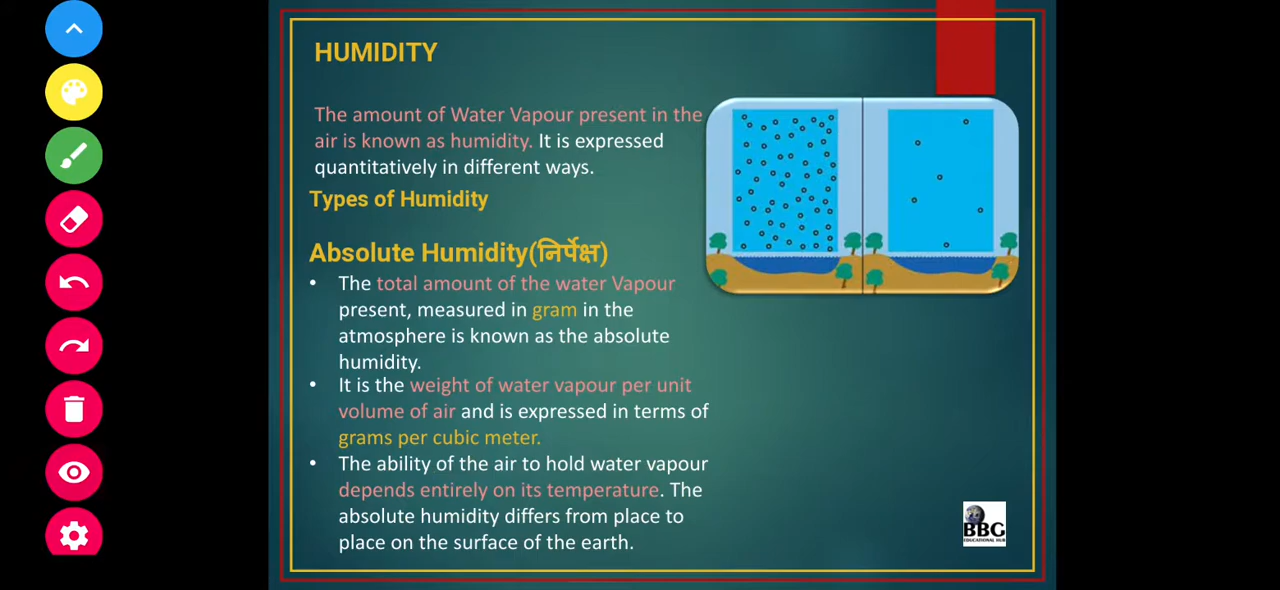 HUMIDITY
The amount of Water Vapour present in the
air is known as humidity. It is expressed
quantitatively in different ways.
Types of Humidity
Absolute Humidity(निर्पेक्ष)
• The total amount of the water Vapour
present, measured in gram in the
atmosphere is known as the absolute
humidity.
• It is the weight of water vapour per unit
volume of air and is expressed in terms of
grams per cubic meter.
• The ability of the air to hold water vapour
depends entirely on its temperature. The
absolute humidity differs from place to
place on the surface of the earth.
BBG
EDUCATIONAL HUB